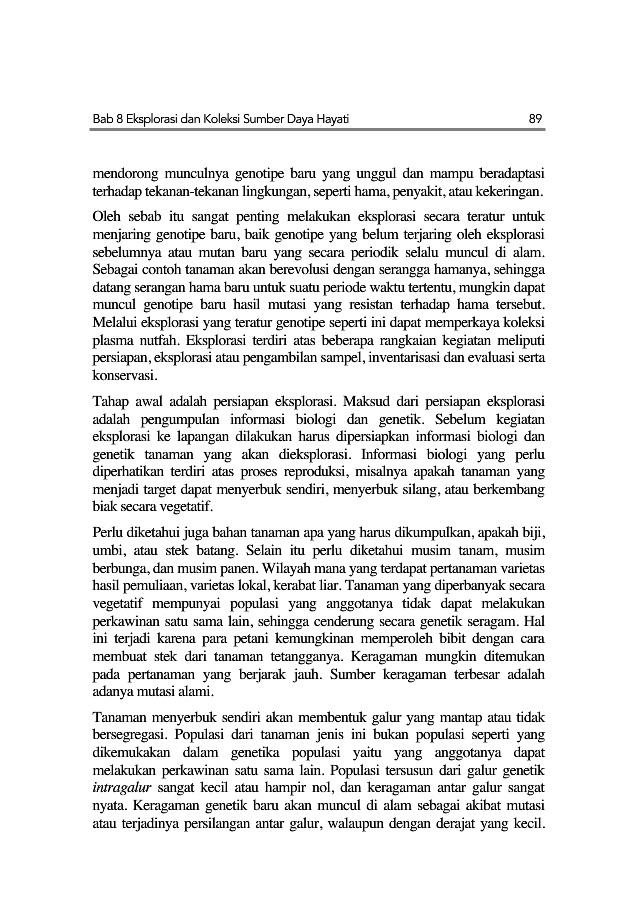 Bab 8 Eksplorasi dan Koleksi Sumber Daya Hayati 89
mendorong munculnya genotipe baru yang unggul dan mampu beradaptasi
terhadap tekanan-tekanan lingkungan, seperti hama, penyakit, atau kekeringan.
Oleh sebab itu sangat penting melakukan eksplorasi secara teratur untuk
menjaring genotipe baru, baik genotipe yang belum terjaring oleh eksplorasi
sebelumnya atau mutan baru yang secara periodik selalu muncul di alam.
Sebagai contoh tanaman akan berevolusi dengan serangga hamanya, sehingga
datang serangan hama baru untuk suatu periode waktu tertentu, mungkin dapat
muncul genotipe baru hasil mutasi yang resistan terhadap hama tersebut.
Melalui eksplorasi yang teratur genotipe seperti ini dapat memperkaya koleksi
plasma nutfah. Eksplorasi terdiri atas beberapa rangkaian kegiatan meliputi
persiapan, eksplorasi atau pengambilan sampel, inventarisasi dan evaluasi serta
konservasi.
Tahap awal adalah persiapan eksplorasi. Maksud dari persiapan eksplorasi
adalah pengumpulan informasi biologi dan genetik. Sebelum kegiatan
eksplorasi ke lapangan dilakukan harus dipersiapkan informasi biologi dan
genetik tanaman yang akan dieksplorasi. Informasi biologi yang perlu
diperhatikan terdiri atas proses reproduksi, misalnya apakah tanaman yang
menjadi target dapat menyerbuk sendiri, menyerbuk silang, atau berkembang
biak secara vegetatif.
Perlu diketahui juga bahan tanaman apa yang harus dikumpulkan, apakah biji,
umbi, atau stek batang. Selain itu perlu diketahui musim tanam, musim
berbunga, dan musim panen. Wilayah mana yang terdapat pertanaman varietas
hasil pemuliaan, varietas lokal, kerabat liar. Tanaman yang diperbanyak secara
vegetatif mempunyai populasi yang anggotanya tidak dapat melakukan
perkawinan satu sama lain, sehingga cenderung secara genetik seragam. Hal
ini terjadi karena para petani kemungkinan memperoleh bibit dengan cara
membuat stek dari tanaman tetangganya. Keragaman mungkin ditemukan
pada pertanaman yang berjarak jauh. Sumber keragaman terbesar adalah
adanya mutasi alami.
Tanaman menyerbuk sendiri akan membentuk galur yang mantap atau tidak
bersegregasi. Populasi dari tanaman jenis ini bukan populasi seperti yang
dikemukakan dalam genetika populasi yaitu yang anggotanya dapat
melakukan perkawinan satu sama lain. Populasi tersusun dari galur genetik
intragalur sangat kecil atau hampir nol, dan keragaman antar galur sangat
nyata. Keragaman genetik baru akan muncul di alam sebagai akibat mutasi
atau terjadinya persilangan antar galur, walaupun dengan derajat yang kecil.